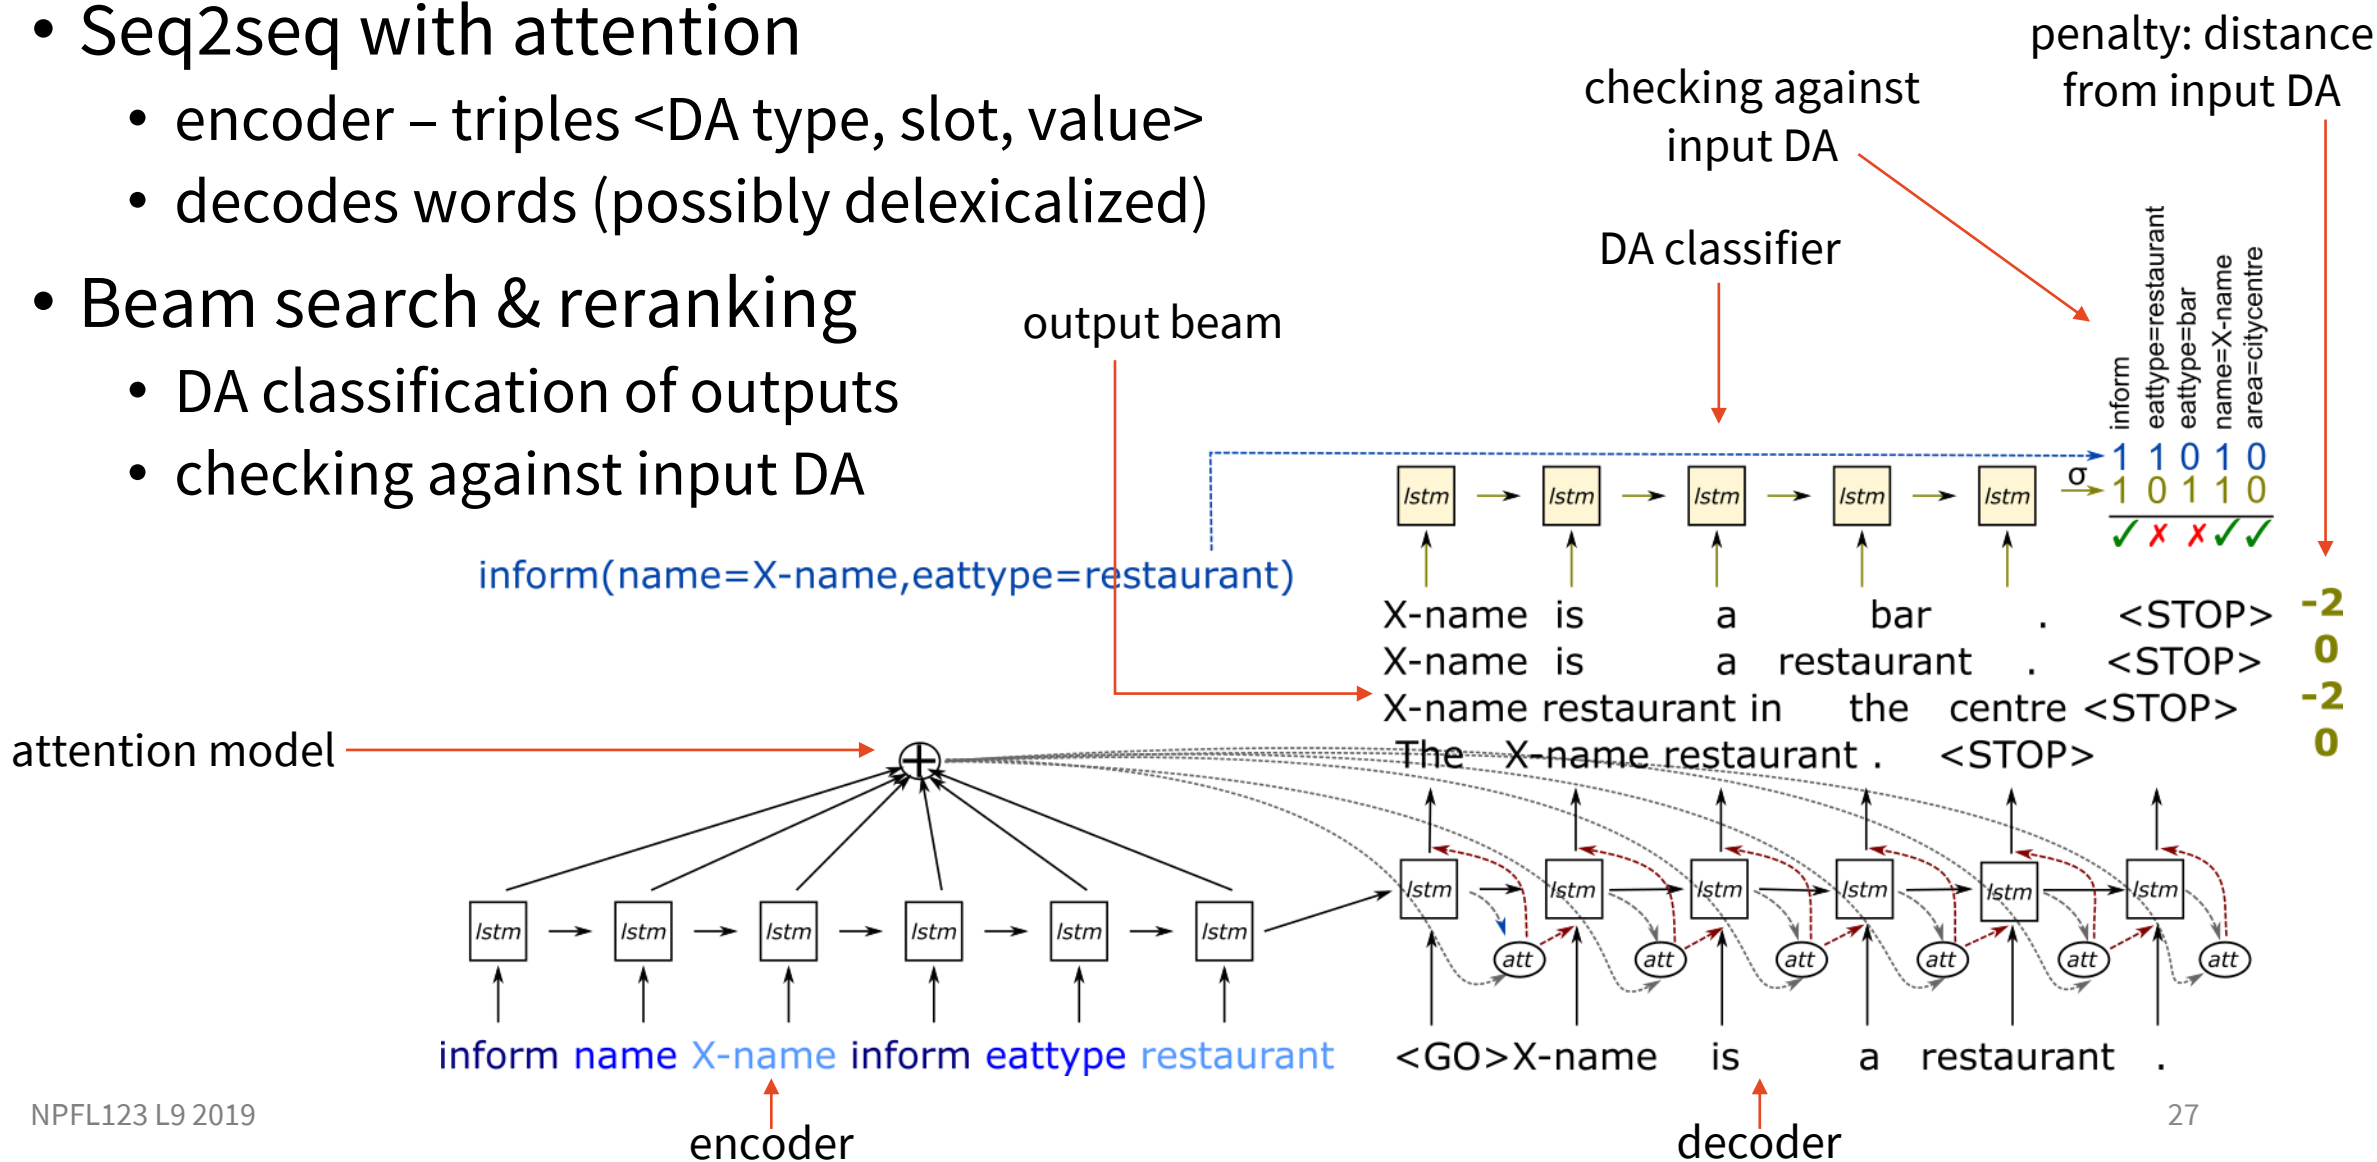 • Seq2seq with attention
• encoder – triples <DA type, slot, value>
• decodes words (possibly delexicalized)
• Beam search & reranking
• DA classification of outputs
• checking against input DA
penalty: distance
from input DA
checking against
input DA
DA classifier
output beam
inform
eattype=restaurant
eattype=bar
name=X-name
area=citycentre
1 1 0 1 0
σ
1 0 1 1 0
✓ ✗ ✗ ✓ ✓
lstm lstm lstm lstm lstm
inform(name=X-name,eattype=restaurant)
X-name is a bar . <STOP> -2
X-name is a restaurant . <STOP> 0
X-name restaurant in the centre <STOP> -2
The X-name restaurant . <STOP> 0
attention model
+
lstm lstm lstm lstm lstm lstm
lstm lstm lstm lstm lstm lstm
att att att att att att
inform name X-name inform eattype restaurant
<GO> X-name is a restaurant .
encoder
decoder
NPFL123 L9 2019
27